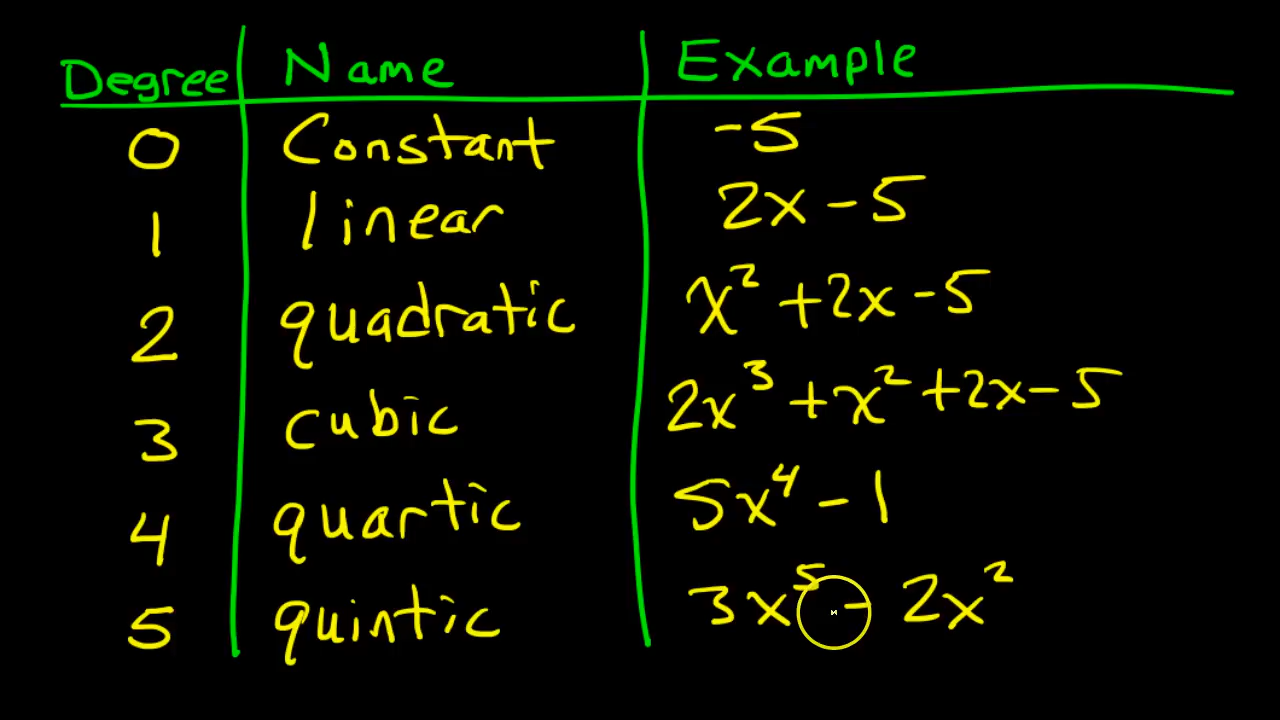 Degree Name Example
0 Constant -5
1 linear 2x - 5
2 quadratic x² + 2x - 5
3 cubic 2x³ + x² + 2x - 5
4 quartic 5x⁴ - 1
5 quintic 3x⁵ - 2x²